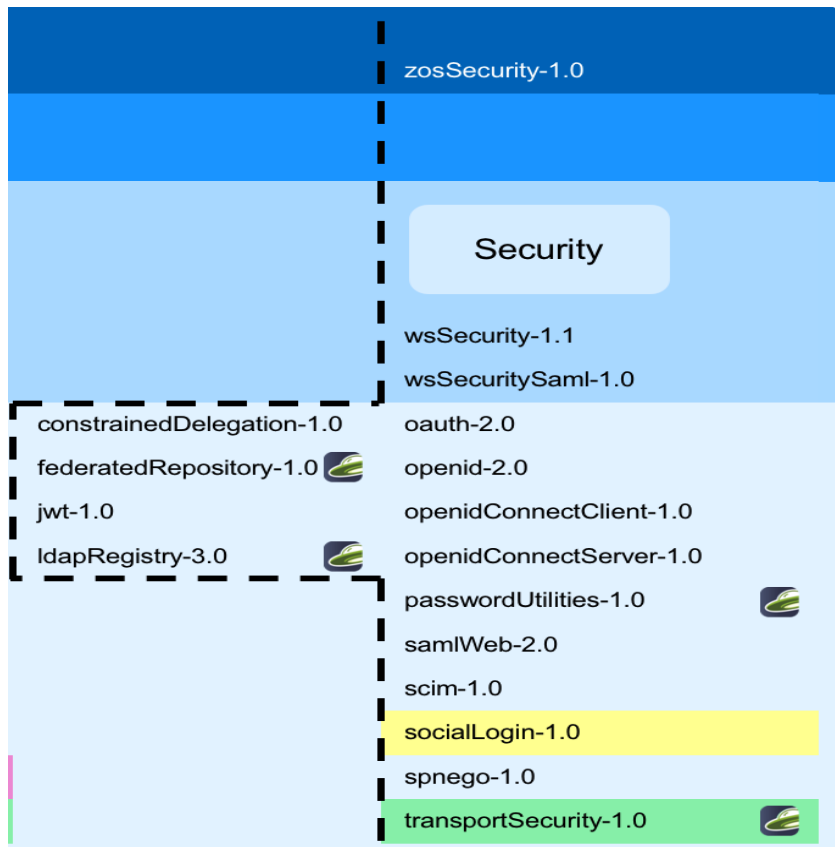 zosSecurity-1.0
Security
wsSecurity-1.1
wsSecuritySaml-1.0
constrainedDelegation-1.0
federatedRepository-1.0
jwt-1.0
ldapRegistry-3.0
oauth-2.0
openid-2.0
openidConnectClient-1.0
openidConnectServer-1.0
passwordUtilities-1.0
samlWeb-2.0
scim-1.0
socialLogin-1.0
spnego-1.0
transportSecurity-1.0